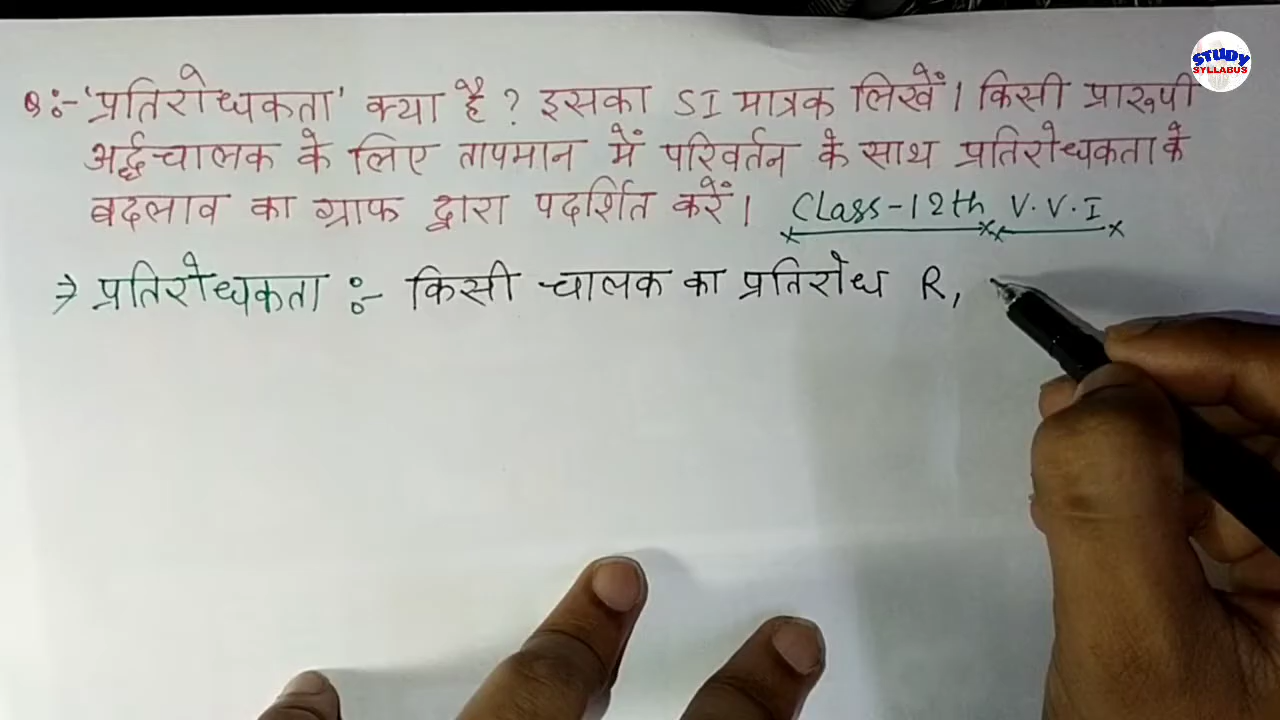 STUDY
SYLLABUS
Q:- 'प्रतिरोधकता' क्या है? इसका SI मात्रक लिखें। किसी प्रारूपी
अर्द्धचालक के लिए तापमान में परिवर्तन के साथ प्रतिरोधकता के
बदलाव का ग्राफ द्वारा पदर्शित करें। Class-12th V.V.I
⇒ प्रतिरोधकता :- किसी चालक का प्रतिरोध R,